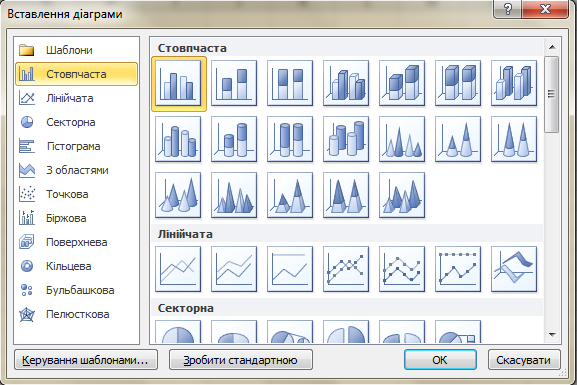 Вставлення діаграми
Шаблони
Стовпчаста
Лінійчата
Секторна
Гістограма
З областями
Точкова
Біржова
Поверхнева
Кільцева
Бульбашкова
Пелюсткова
Стовпчаста
Лінійчата
Секторна
Керування шаблонами...
Зробити стандартною
ОК
Скасувати